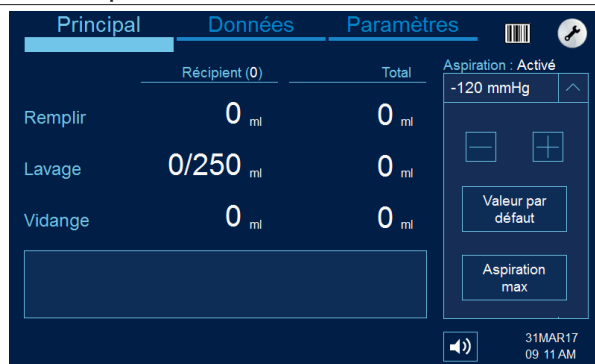 Principal Données Paramètres
Aspiration : Activé
Récipient (0) Total
-120 mmHg
Remplir 0 ml 0 ml
Lavage 0/250 ml 0 ml
Valeur par
défaut
Vidange 0 ml 0 ml
Aspiration
max
31MAR17
09 11 AM